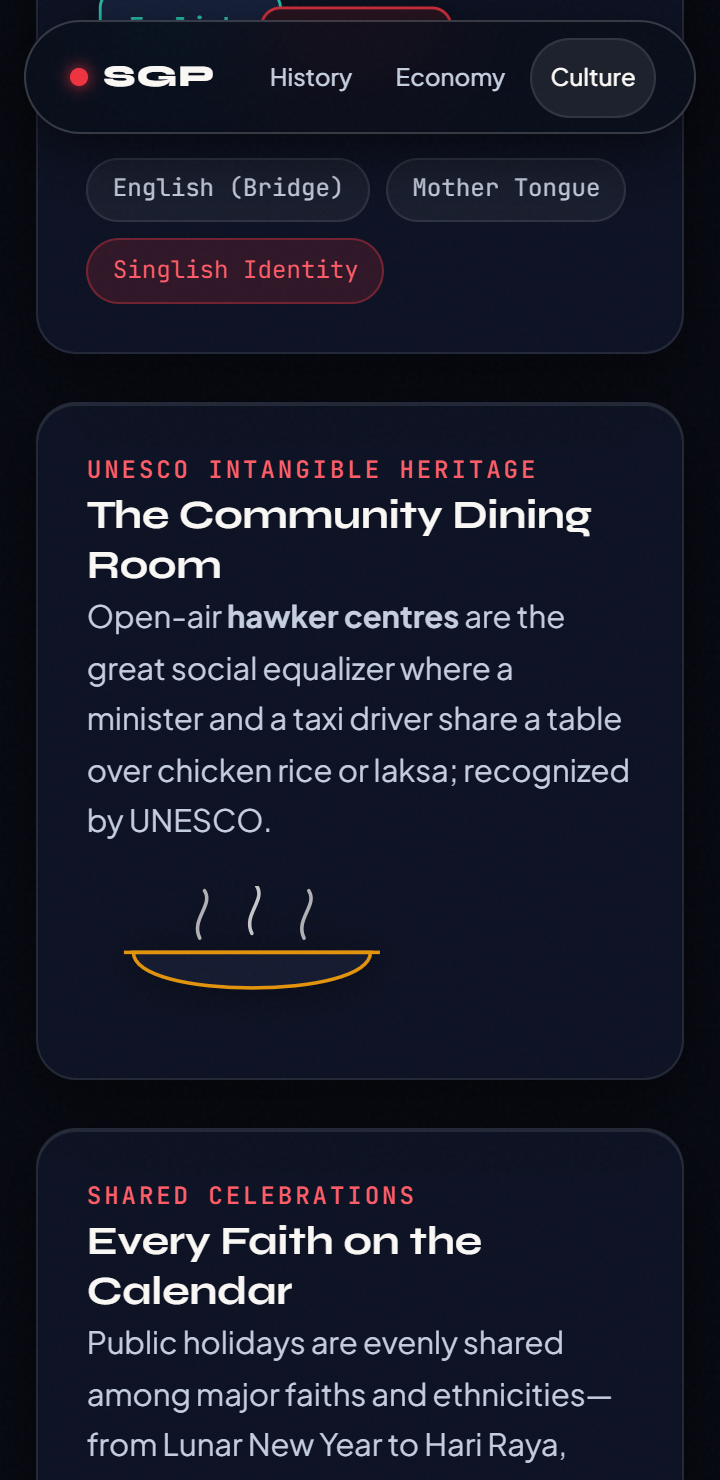 SGP
History
Economy
Culture
English (Bridge)
Mother Tongue
Singlish Identity
UNESCO INTANGIBLE HERITAGE
The Community Dining
Room
Open-air hawker centres are the
great social equalizer where a
minister and a taxi driver share a table
over chicken rice or laksa; recognized
by UNESCO.
SHARED CELEBRATIONS
Every Faith on the
Calendar
Public holidays are evenly shared
among major faiths and ethnicities—
from Lunar New Year to Hari Raya,